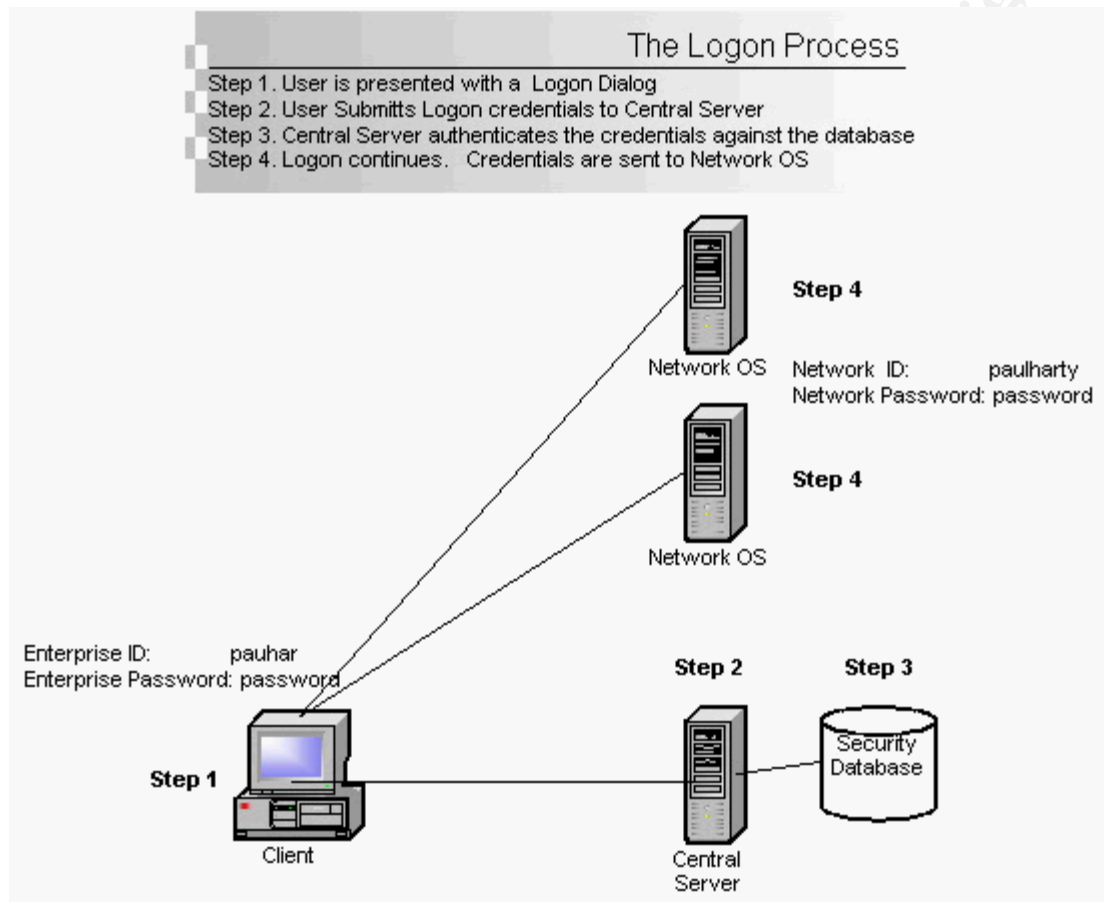 The Logon Process
Step 1. User is presented with a Logon Dialog
Step 2. User Submitts Logon credentials to Central Server
Step 3. Central Server authenticates the credentials against the database
Step 4. Logon continues. Credentials are sent to Network OS
Step 4
Network OS
Network ID: paulharty
Network Password: password
Step 4
Network OS
Enterprise ID: pauhar
Enterprise Password: password
Step 2
Step 3
Security
Database
Step 1
Client
Central
Server